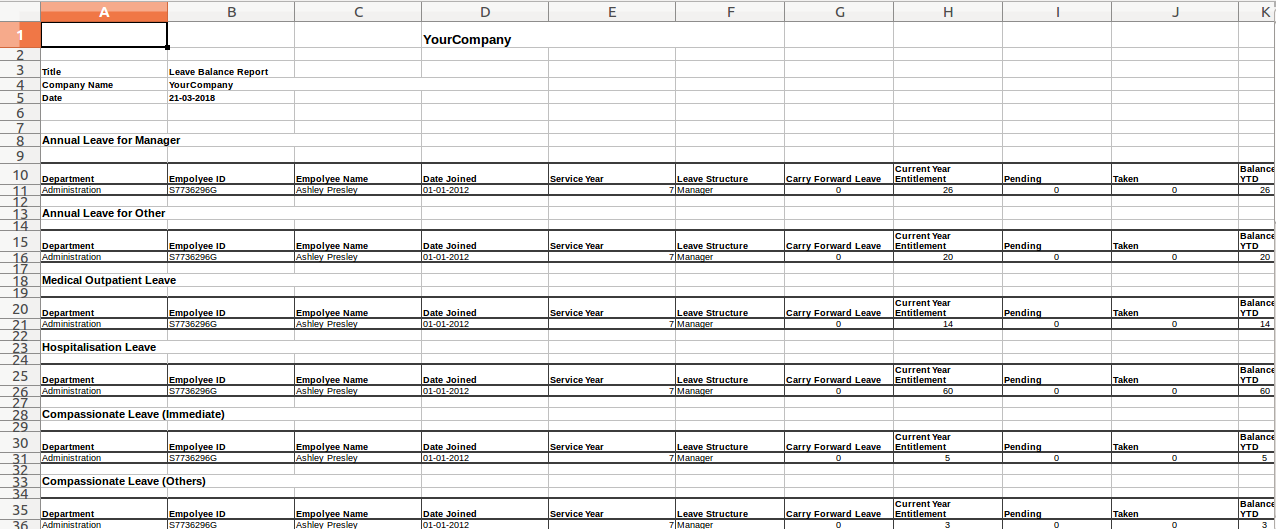 A B C D E F G H I J K
1 YourCompany
2
3 Title Leave Balance Report
4 Company Name YourCompany
5 Date 21-03-2018
6
7
8 Annual Leave for Manager
9
Current Year Balance
10 Department Empolyee ID Empolyee Name Date Joined Service Year Leave Structure Carry Forward Leave Entitlement Pending Taken YTD
11 Administration S7736296G Ashley Presley 01-01-2012 7 Manager 0 26 0 0 26
12
13 Annual Leave for Other
14
Current Year Balance
15 Department Empolyee ID Empolyee Name Date Joined Service Year Leave Structure Carry Forward Leave Entitlement Pending Taken YTD
16 Administration S7736296G Ashley Presley 01-01-2012 7 Manager 0 20 0 0 20
17
18 Medical Outpatient Leave
19
Current Year Balance
20 Department Empolyee ID Empolyee Name Date Joined Service Year Leave Structure Carry Forward Leave Entitlement Pending Taken YTD
21 Administration S7736296G Ashley Presley 01-01-2012 7 Manager 0 14 0 0 14
22
23 Hospitalisation Leave
24
Current Year Balance
25 Department Empolyee ID Empolyee Name Date Joined Service Year Leave Structure Carry Forward Leave Entitlement Pending Taken YTD
26 Administration S7736296G Ashley Presley 01-01-2012 7 Manager 0 60 0 0 60
27
28 Compassionate Leave (Immediate)
29
Current Year Balance
30 Department Empolyee ID Empolyee Name Date Joined Service Year Leave Structure Carry Forward Leave Entitlement Pending Taken YTD
31 Administration S7736296G Ashley Presley 01-01-2012 7 Manager 0 5 0 0 5
32
33 Compassionate Leave (Others)
34
Current Year Balance
35 Department Empolyee ID Empolyee Name Date Joined Service Year Leave Structure Carry Forward Leave Entitlement Pending Taken YTD
36 Administration S7736296G Ashley Presley 01-01-2012 7 Manager 0 3 0 0 3